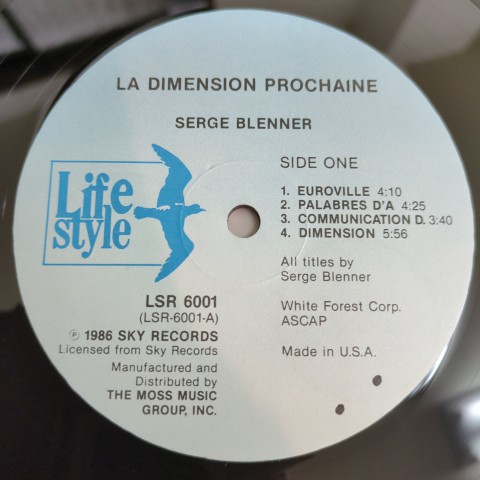 LA DIMENSION PROCHAINE
SERGE BLENNER
SIDE ONE
Life
style
1. EUROVILLE 4:10
2. PALABRES D'A 4:25
3. COMMUNICATION D. 3:40
4. DIMENSION 5:56
All titles by
Serge Blenner
LSR 6001
(LSR-6001-A)
℗ 1986 SKY RECORDS
Licensed from Sky Records
Manufactured and
Distributed by
THE MOSS MUSIC
GROUP, INC.
White Forest Corp.
ASCAP
Made in U.S.A.